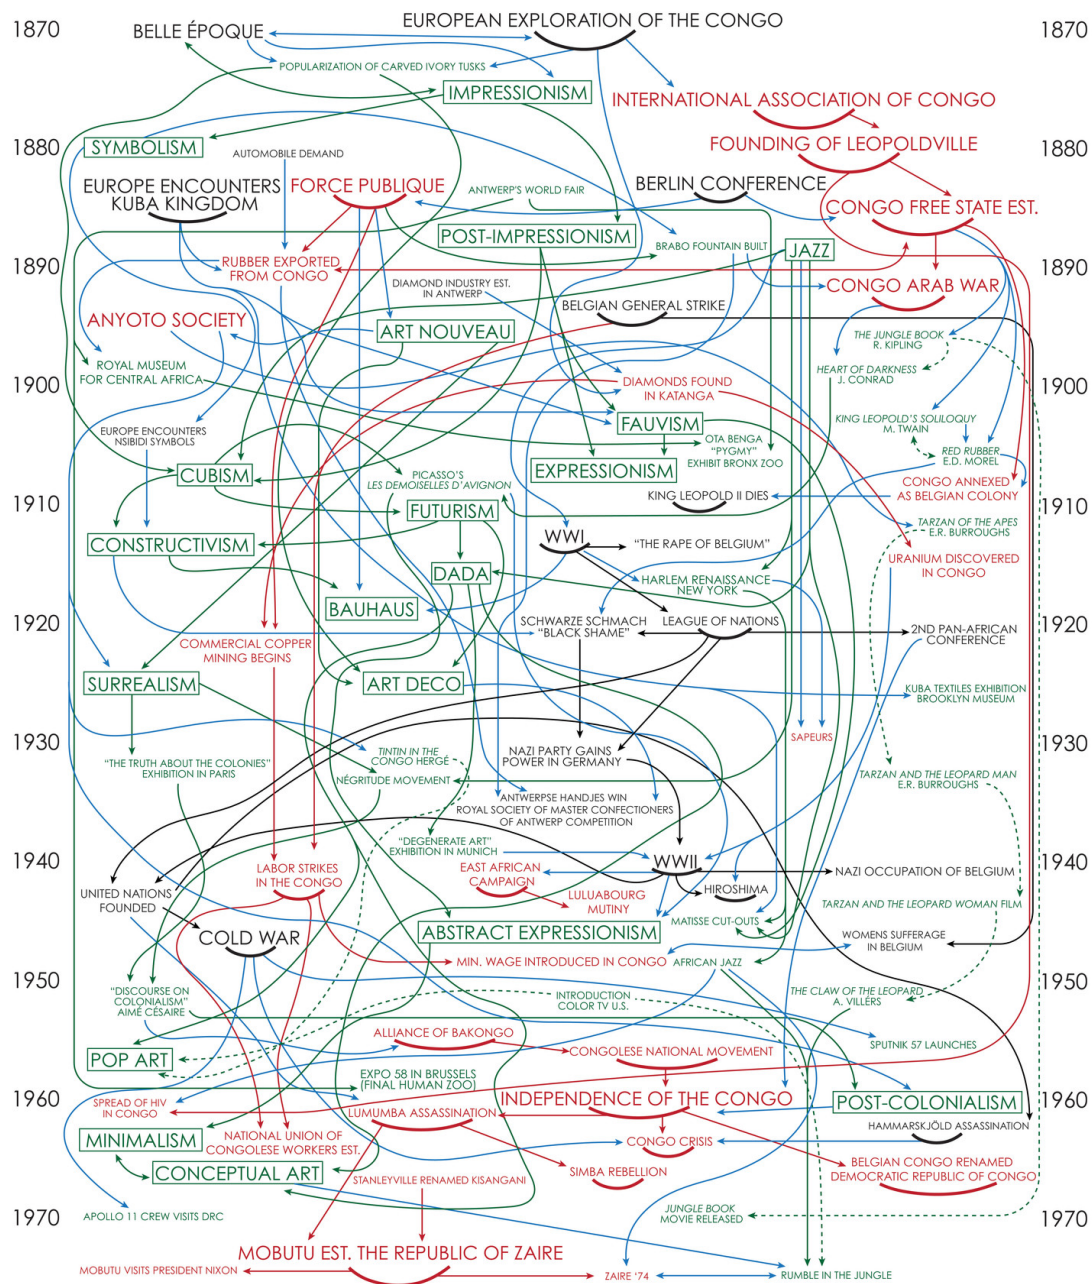 1870
BELLE ÉPOQUE
EUROPEAN EXPLORATION OF THE CONGO
1870
POPULARIZATION OF CARVED IVORY TUSKS
IMPRESSIONISM
INTERNATIONAL ASSOCIATION OF CONGO
1880
SYMBOLISM
AUTOMOBILE DEMAND
FOUNDING OF LEOPOLDVILLE
1880
EUROPE ENCOUNTERS
KUBA KINGDOM
FORCE PUBLIQUE
ANTWERP'S WORLD FAIR
BERLIN CONFERENCE
CONGO FREE STATE EST.
POST-IMPRESSIONISM
BRABO FOUNTAIN BUILT
JAZZ
1890
RUBBER EXPORTED
FROM CONGO
DIAMOND INDUSTRY EST.
IN ANTWERP
1890
CONGO ARAB WAR
BELGIAN GENERAL STRIKE
ANYOTO SOCIETY
ART NOUVEAU
THE JUNGLE BOOK
R. KIPLING
ROYAL MUSEUM
FOR CENTRAL AFRICA
HEART OF DARKNESS
J. CONRAD
1900
DIAMONDS FOUND
IN KATANGA
1900
EUROPE ENCOUNTERS
NSIBIDI SYMBOLS
FAUVISM
KING LEOPOLD'S SOLILOQUY
M. TWAIN
OTA BENGA
"PYGMY"
EXHIBIT BRONX ZOO
RED RUBBER
E.D. MOREL
CUBISM
PICASSO'S
LES DEMOISELLES D'AVIGNON
EXPRESSIONISM
CONGO ANNEXED
AS BELGIAN COLONY
KING LEOPOLD II DIES
1910
FUTURISM
1910
TARZAN OF THE APES
E.R. BURROUGHS
CONSTRUCTIVISM
WWI
"THE RAPE OF BELGIUM"
URANIUM DISCOVERED
IN CONGO
DADA
HARLEM RENAISSANCE
NEW YORK
BAUHAUS
1920
SCHWARZE SCHMACH
"BLACK SHAME"
LEAGUE OF NATIONS
2ND PAN-AFRICAN
CONFERENCE
1920
COMMERCIAL COPPER
MINING BEGINS
SURREALISM
ART DECO
KUBA TEXTILES EXHIBITION
BROOKLYN MUSEUM
1930
SAPEURS
1930
"THE TRUTH ABOUT THE COLONIES"
EXHIBITION IN PARIS
TINTIN IN THE
CONGO HERGÉ
NAZI PARTY GAINS
POWER IN GERMANY
NÉGRITUDE MOVEMENT
TARZAN AND THE LEOPARD MAN
E.R. BURROUGHS
ANTWERPSE HANDJES WIN
ROYAL SOCIETY OF MASTER CONFECTIONERS
OF ANTWERP COMPETITION
"DEGENERATE ART"
EXHIBITION IN MUNICH
1940
LABOR STRIKES
IN THE CONGO
EAST AFRICAN
CAMPAIGN
WWII
NAZI OCCUPATION OF BELGIUM
1940
UNITED NATIONS
FOUNDED
LULUABOURG
MUTINY
HIROSHIMA
TARZAN AND THE LEOPARD WOMAN FILM
COLD WAR
ABSTRACT EXPRESSIONISM
MATISSE CUT-OUTS
WOMENS SUFFERAGE
IN BELGIUM
MIN. WAGE INTRODUCED IN CONGO
AFRICAN JAZZ
1950
"DISCOURSE ON
COLONIALISM"
AIMÉ CÉSAIRE
INTRODUCTION
COLOR TV U.S.
THE CLAW OF THE LEOPARD
A. VILLERS
1950
ALLIANCE OF BAKONGO
SPUTNIK 57 LAUNCHES
POP ART
CONGOLESE NATIONAL MOVEMENT
EXPO 58 IN BRUSSELS
(FINAL HUMAN ZOO)
1960
SPREAD OF HIV
IN CONGO
LUMUMBA ASSASSINATION
INDEPENDENCE OF THE CONGO
POST-COLONIALISM
1960
HAMMARSKJÖLD ASSASSINATION
MINIMALISM
NATIONAL UNION OF
CONGOLESE WORKERS EST.
CONGO CRISIS
CONCEPTUAL ART
STANLEYVILLE RENAMED KISANGANI
SIMBA REBELLION
BELGIAN CONGO RENAMED
DEMOCRATIC REPUBLIC OF CONGO
1970
APOLLO 11 CREW VISITS DRC
JUNGLE BOOK
MOVIE RELEASED
1970
MOBUTU EST. THE REPUBLIC OF ZAIRE
MOBUTU VISITS PRESIDENT NIXON
ZAIRE '74
RUMBLE IN THE JUNGLE